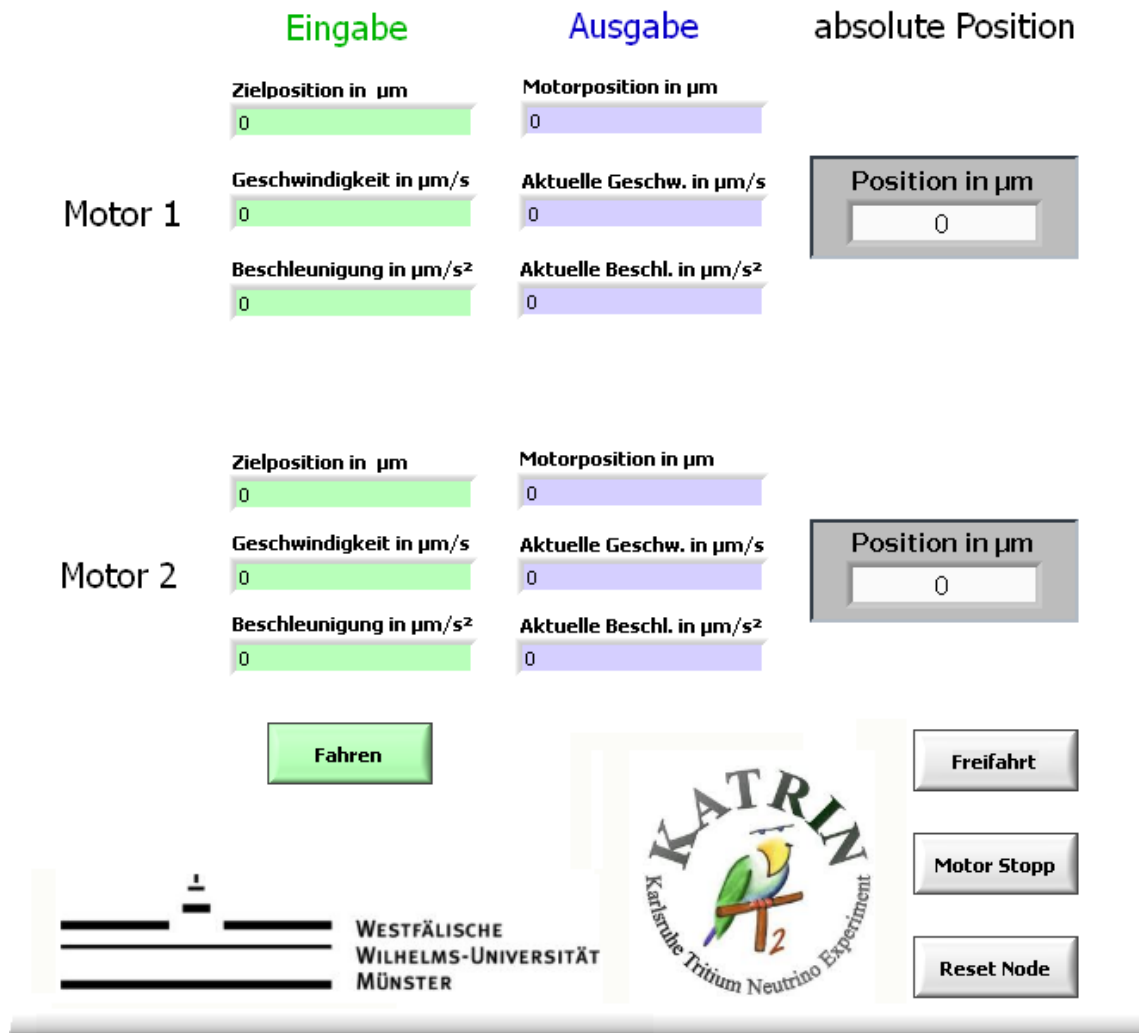 Eingabe Ausgabe absolute Position
Zielposition in µm Motorposition in µm
0 0
Motor 1
Geschwindigkeit in µm/s Aktuelle Geschw. in µm/s Position in µm
0 0 0
Beschleunigung in µm/s² Aktuelle Beschl. in µm/s²
0 0
Zielposition in µm Motorposition in µm
0 0
Motor 2
Geschwindigkeit in µm/s Aktuelle Geschw. in µm/s Position in µm
0 0 0
Beschleunigung in µm/s² Aktuelle Beschl. in µm/s²
0 0
Fahren
Freifahrt
Motor Stopp
Reset Node
KATRIN
Karlsruhe Tritium Neutrino Experiment
2
WESTFÄLISCHE
WILHELMS-UNIVERSITÄT
MÜNSTER